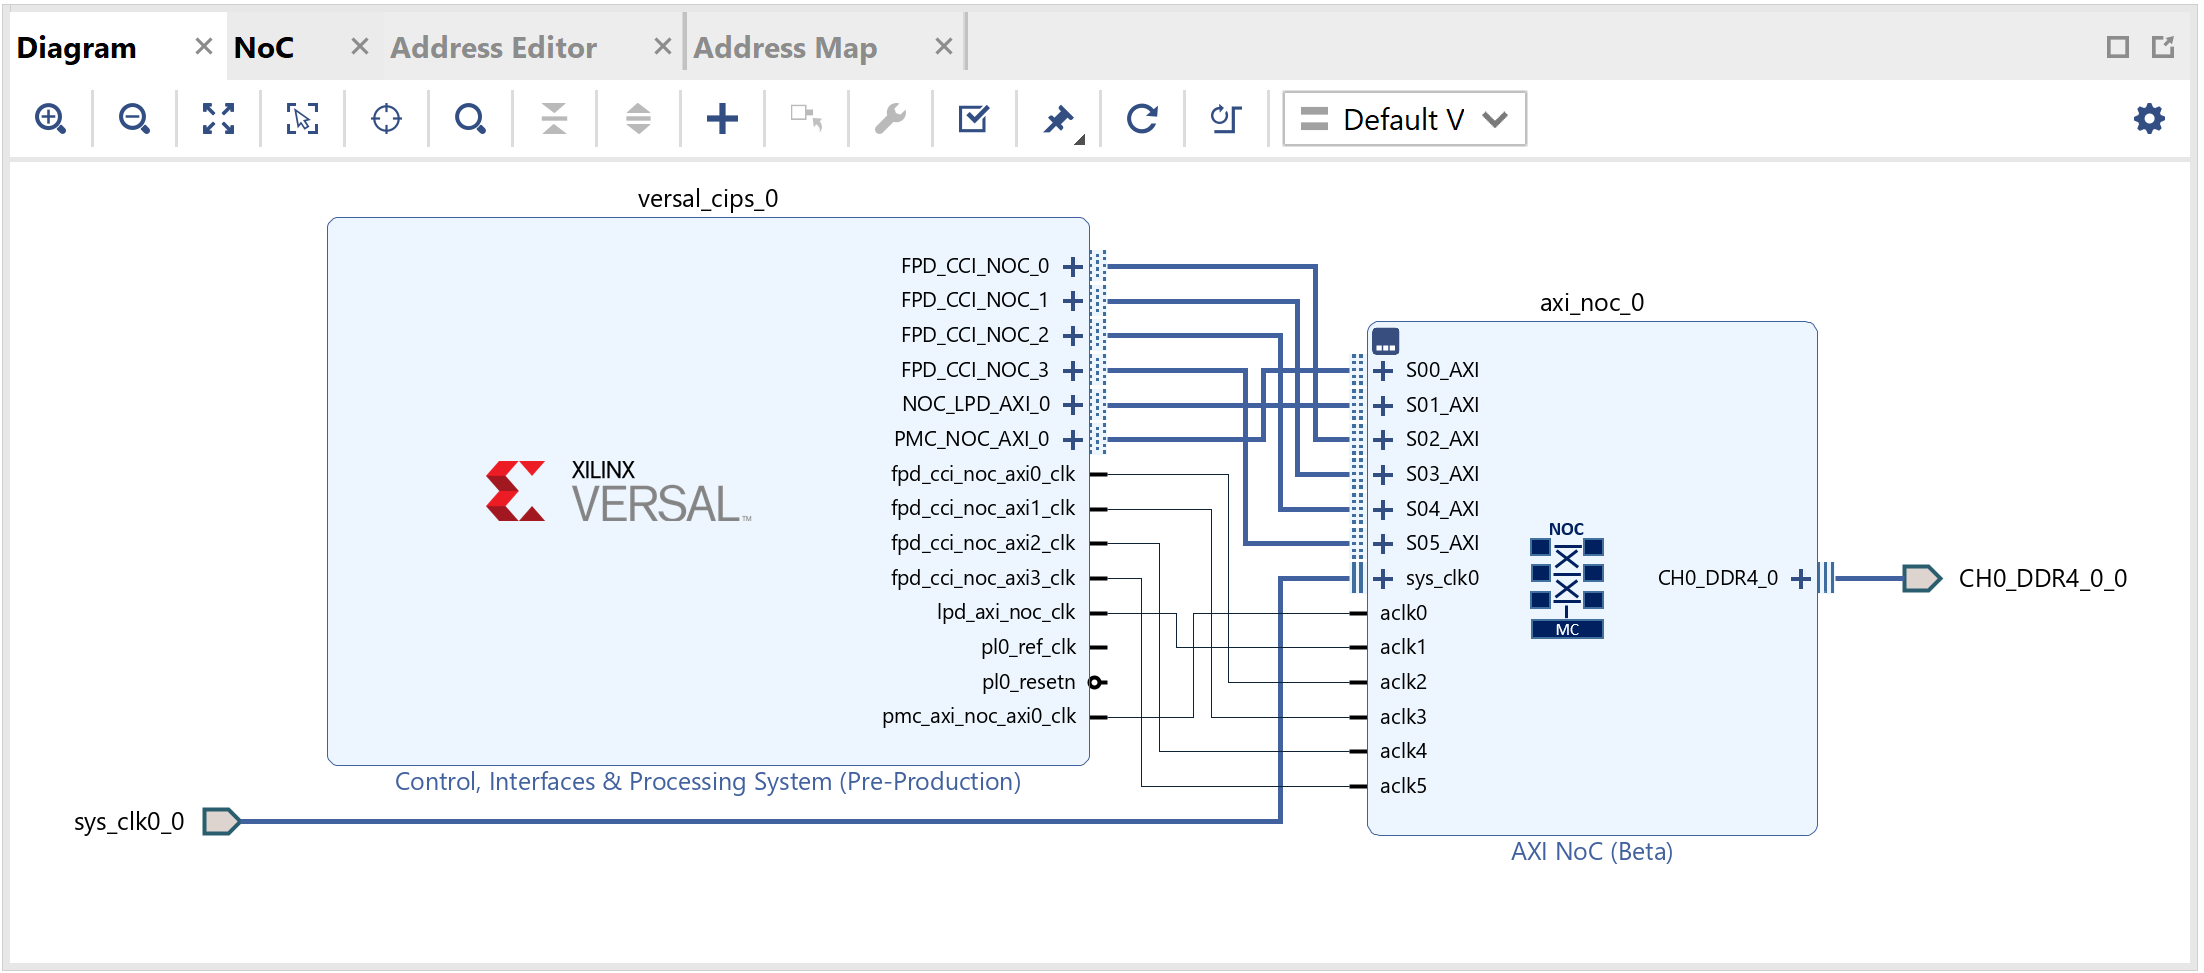 Diagram NoC Address Editor Address Map
Default V
versal_cips_0
FPD_CCI_NOC_0
FPD_CCI_NOC_1
FPD_CCI_NOC_2
FPD_CCI_NOC_3
NOC_LPD_AXI_0
PMC_NOC_AXI_0
fpd_cci_noc_axi0_clk
fpd_cci_noc_axi1_clk
fpd_cci_noc_axi2_clk
fpd_cci_noc_axi3_clk
lpd_axi_noc_clk
pl0_ref_clk
pl0_resetn
pmc_axi_noc_axi0_clk
XILINX
VERSAL™
Control, Interfaces & Processing System (Pre-Production)
sys_clk0_0
axi_noc_0
S00_AXI
S01_AXI
S02_AXI
S03_AXI
S04_AXI
S05_AXI
sys_clk0
aclk0
aclk1
aclk2
aclk3
aclk4
aclk5
NOC
MC
CH0_DDR4_0
AXI NoC (Beta)
CH0_DDR4_0_0